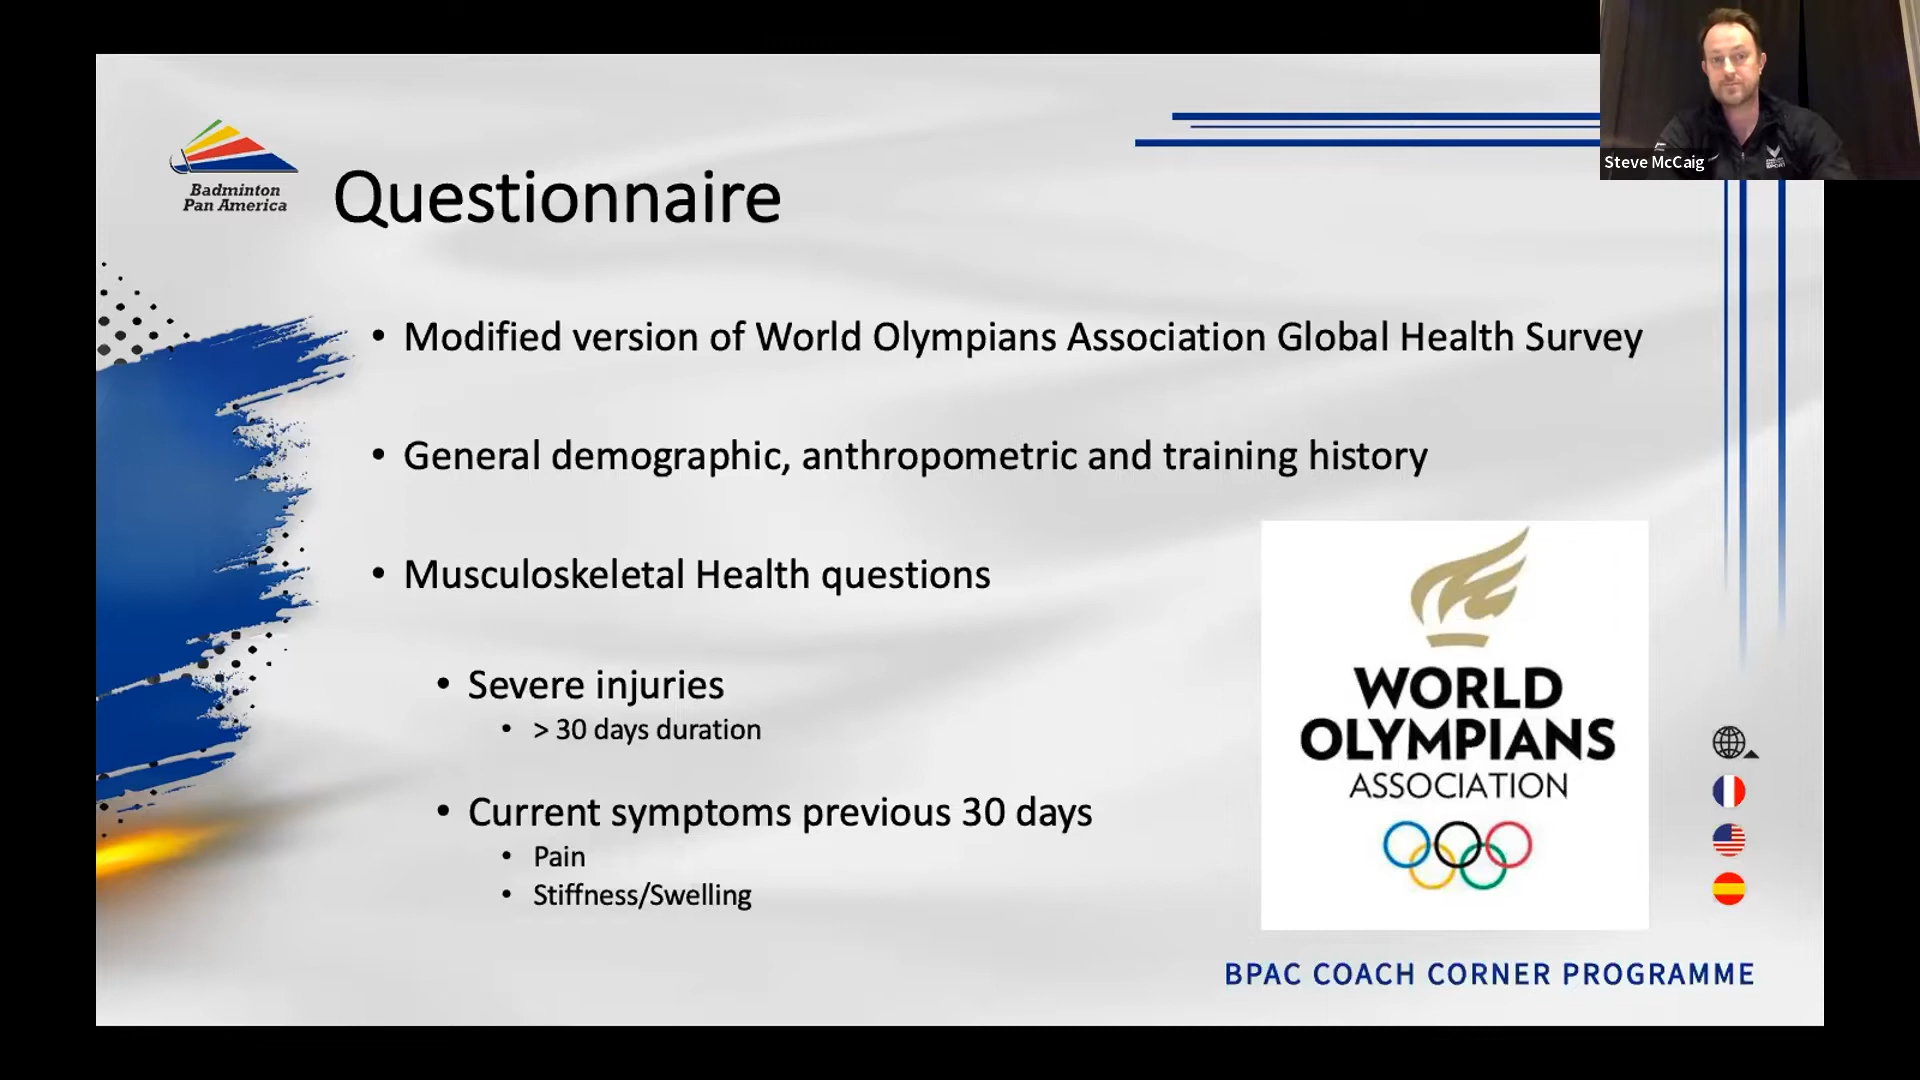 Steve McCaig
Badminton
Pan America
Questionnaire
• Modified version of World Olympians Association Global Health Survey
• General demographic, anthropometric and training history
• Musculoskeletal Health questions
• Severe injuries
• > 30 days duration
• Current symptoms previous 30 days
• Pain
• Stiffness/Swelling
WORLD
OLYMPIANS
ASSOCIATION
BPAC COACH CORNER PROGRAMME